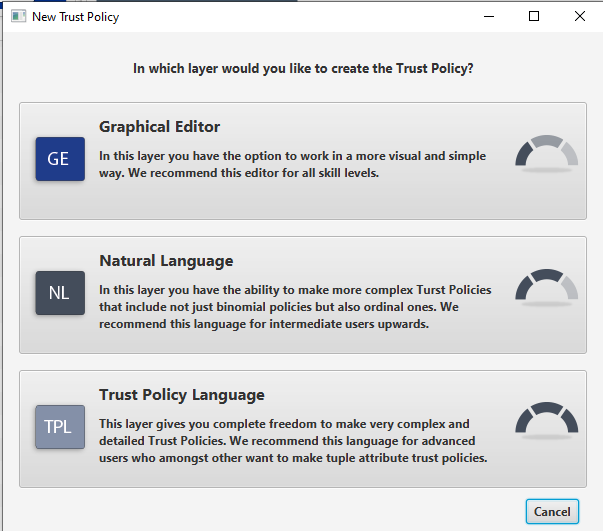 New Trust Policy
In which layer would you like to create the Trust Policy?
Graphical Editor
GE
In this layer you have the option to work in a more visual and simple
way. We recommend this editor for all skill levels.
Natural Language
NL
In this layer you have the ability to make more complex Turst Policies
that include not just binomial policies but also ordinal ones. We
recommend this language for intermediate users upwards.
Trust Policy Language
TPL
This layer gives you complete freedom to make very complex and
detailed Trust Policies. We recommend this language for advanced
users who amongst other want to make tuple attribute trust policies.
Cancel